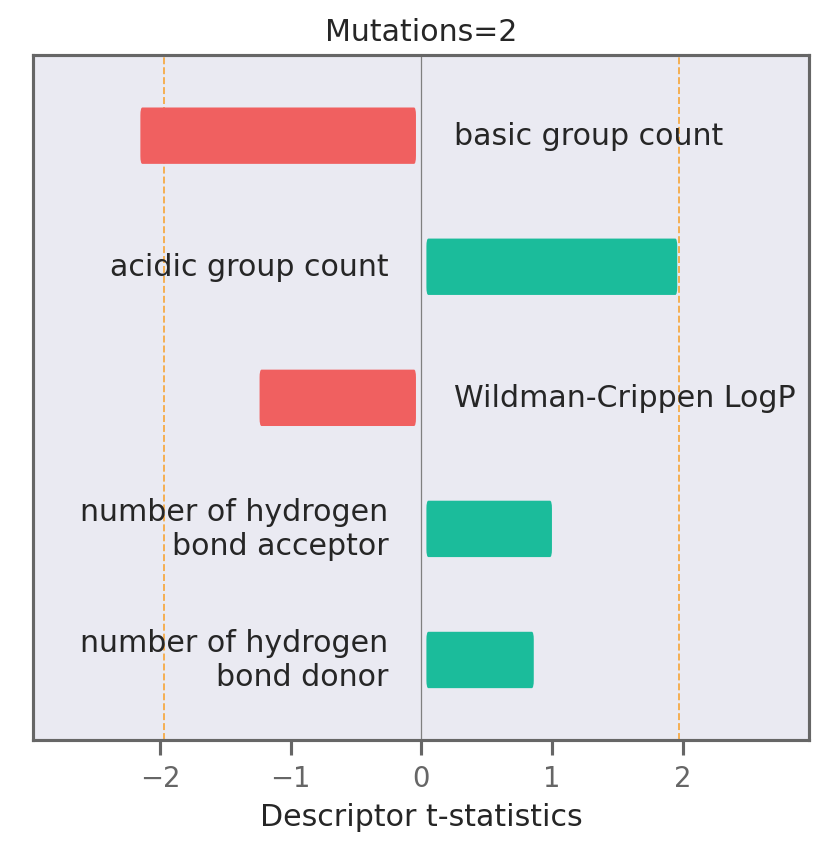 Mutations=2
basic group count
acidic group count
Wildman-Crippen LogP
number of hydrogen
bond acceptor
number of hydrogen
bond donor
−2 −1 0 1 2
Descriptor t-statistics